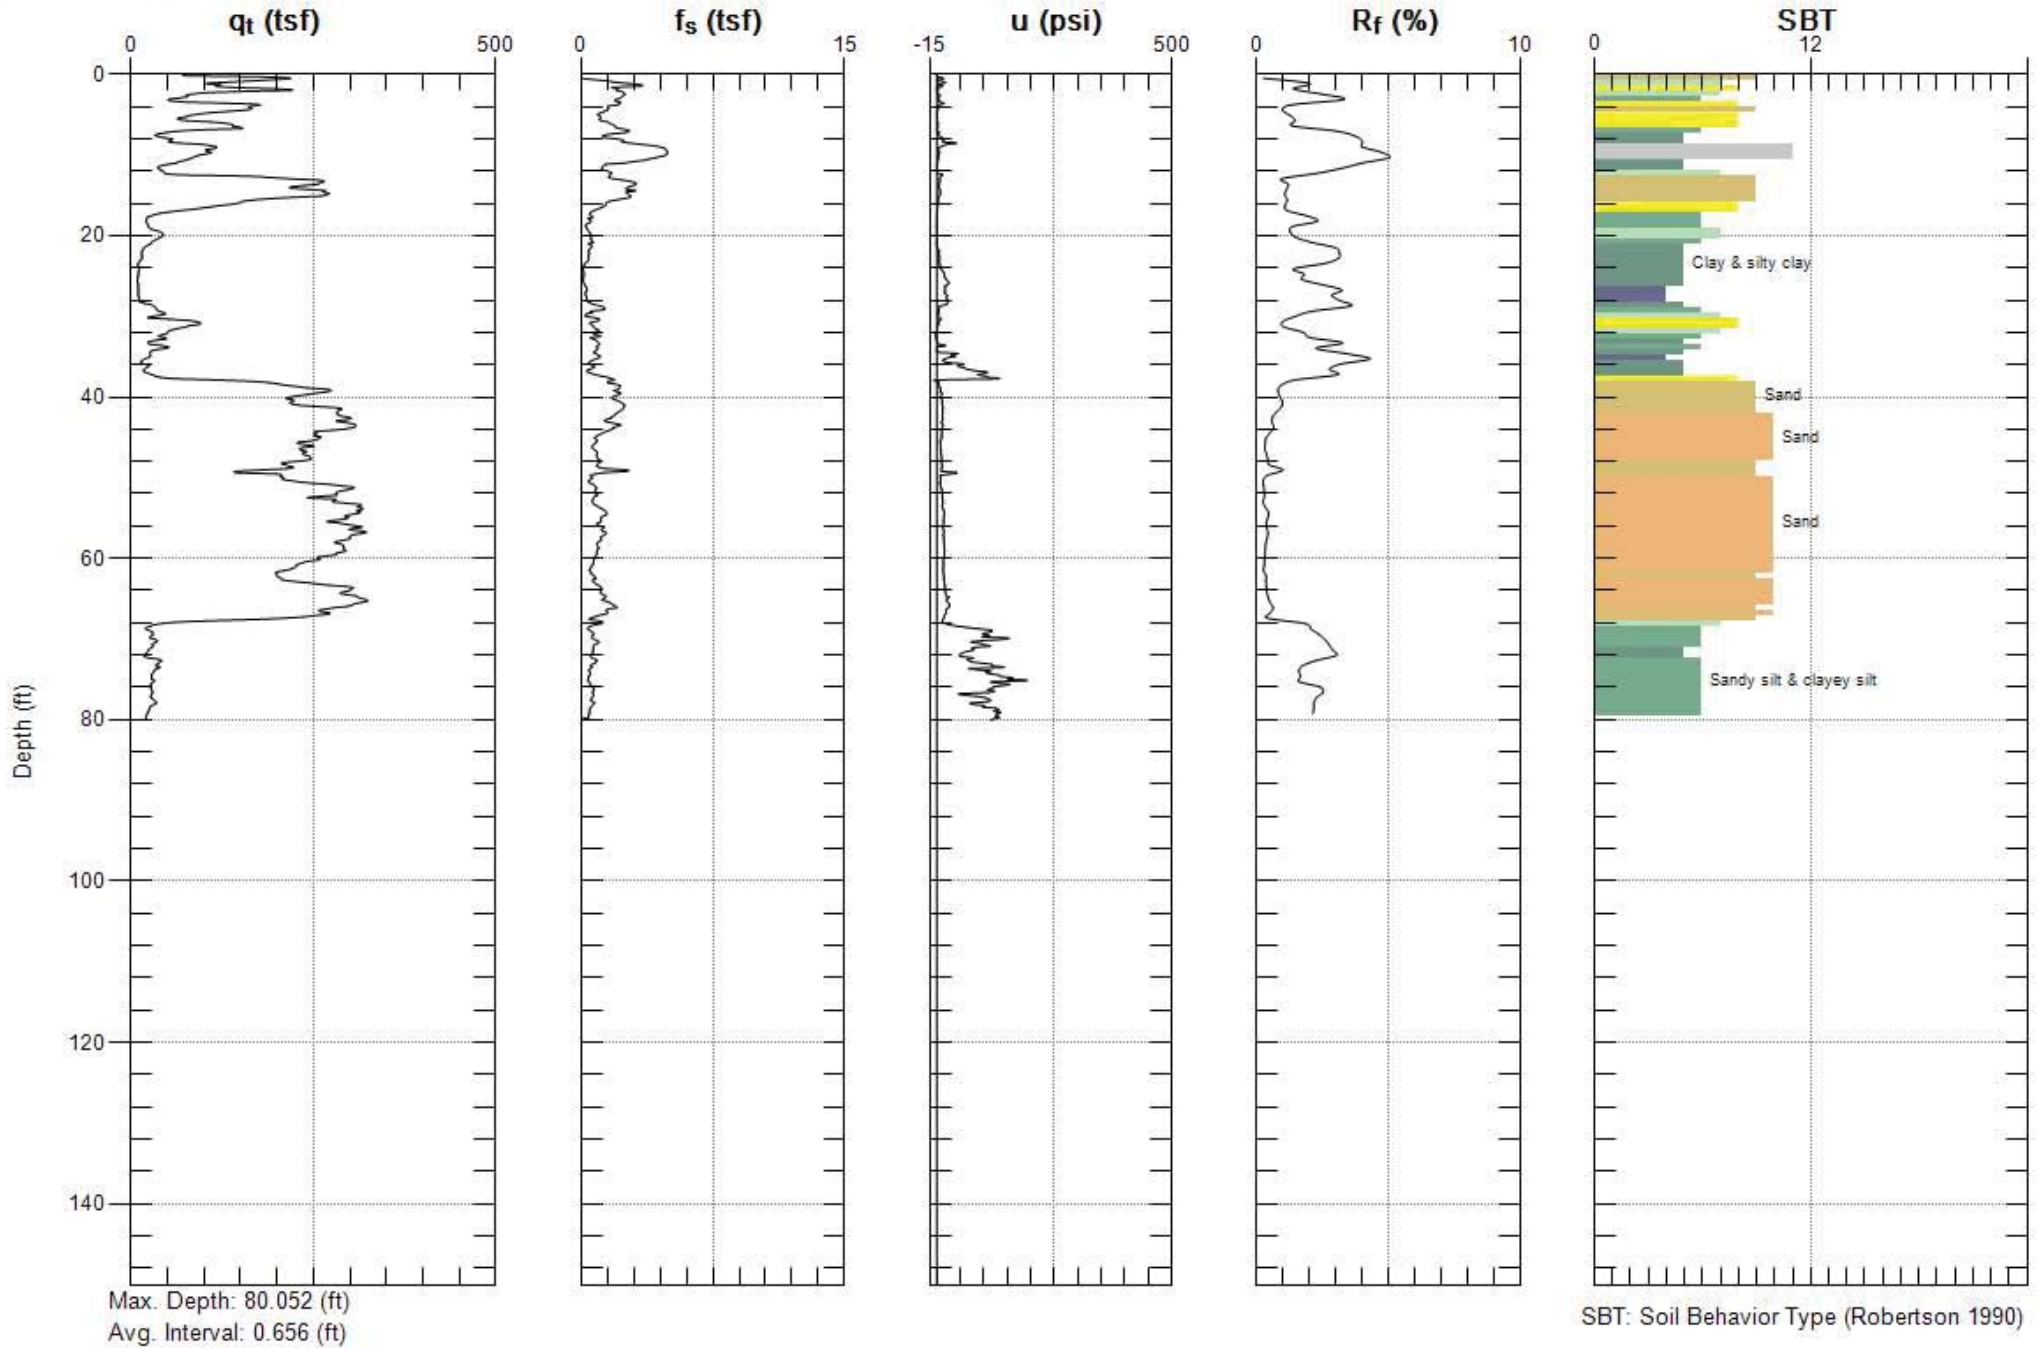 qt (tsf) fs (tsf) u (psi) Rf (%) SBT
0 500 0 15 -15 500 0 10 0 12
0
20
Clay & silty clay
Sand
40
Sand
Sand
60
Sandy silt & clayey silt
Depth (ft)
80
100
120
140
Max. Depth: 80.052 (ft)
Avg. Interval: 0.656 (ft)
SBT: Soil Behavior Type (Robertson 1990)